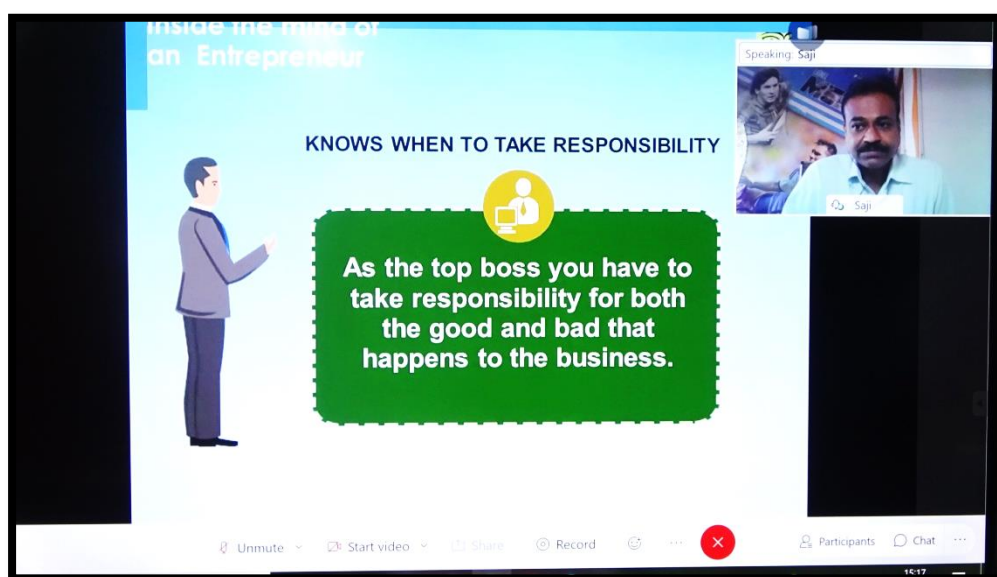 Inside the mind of
an Entrepreneur
Speaking: Saji
KNOWS WHEN TO TAKE RESPONSIBILITY
Saji
As the top boss you have to
take responsibility for both
the good and bad that
happens to the business.
Unmute
Start video
Share
Record
Participants
Chat
15:17